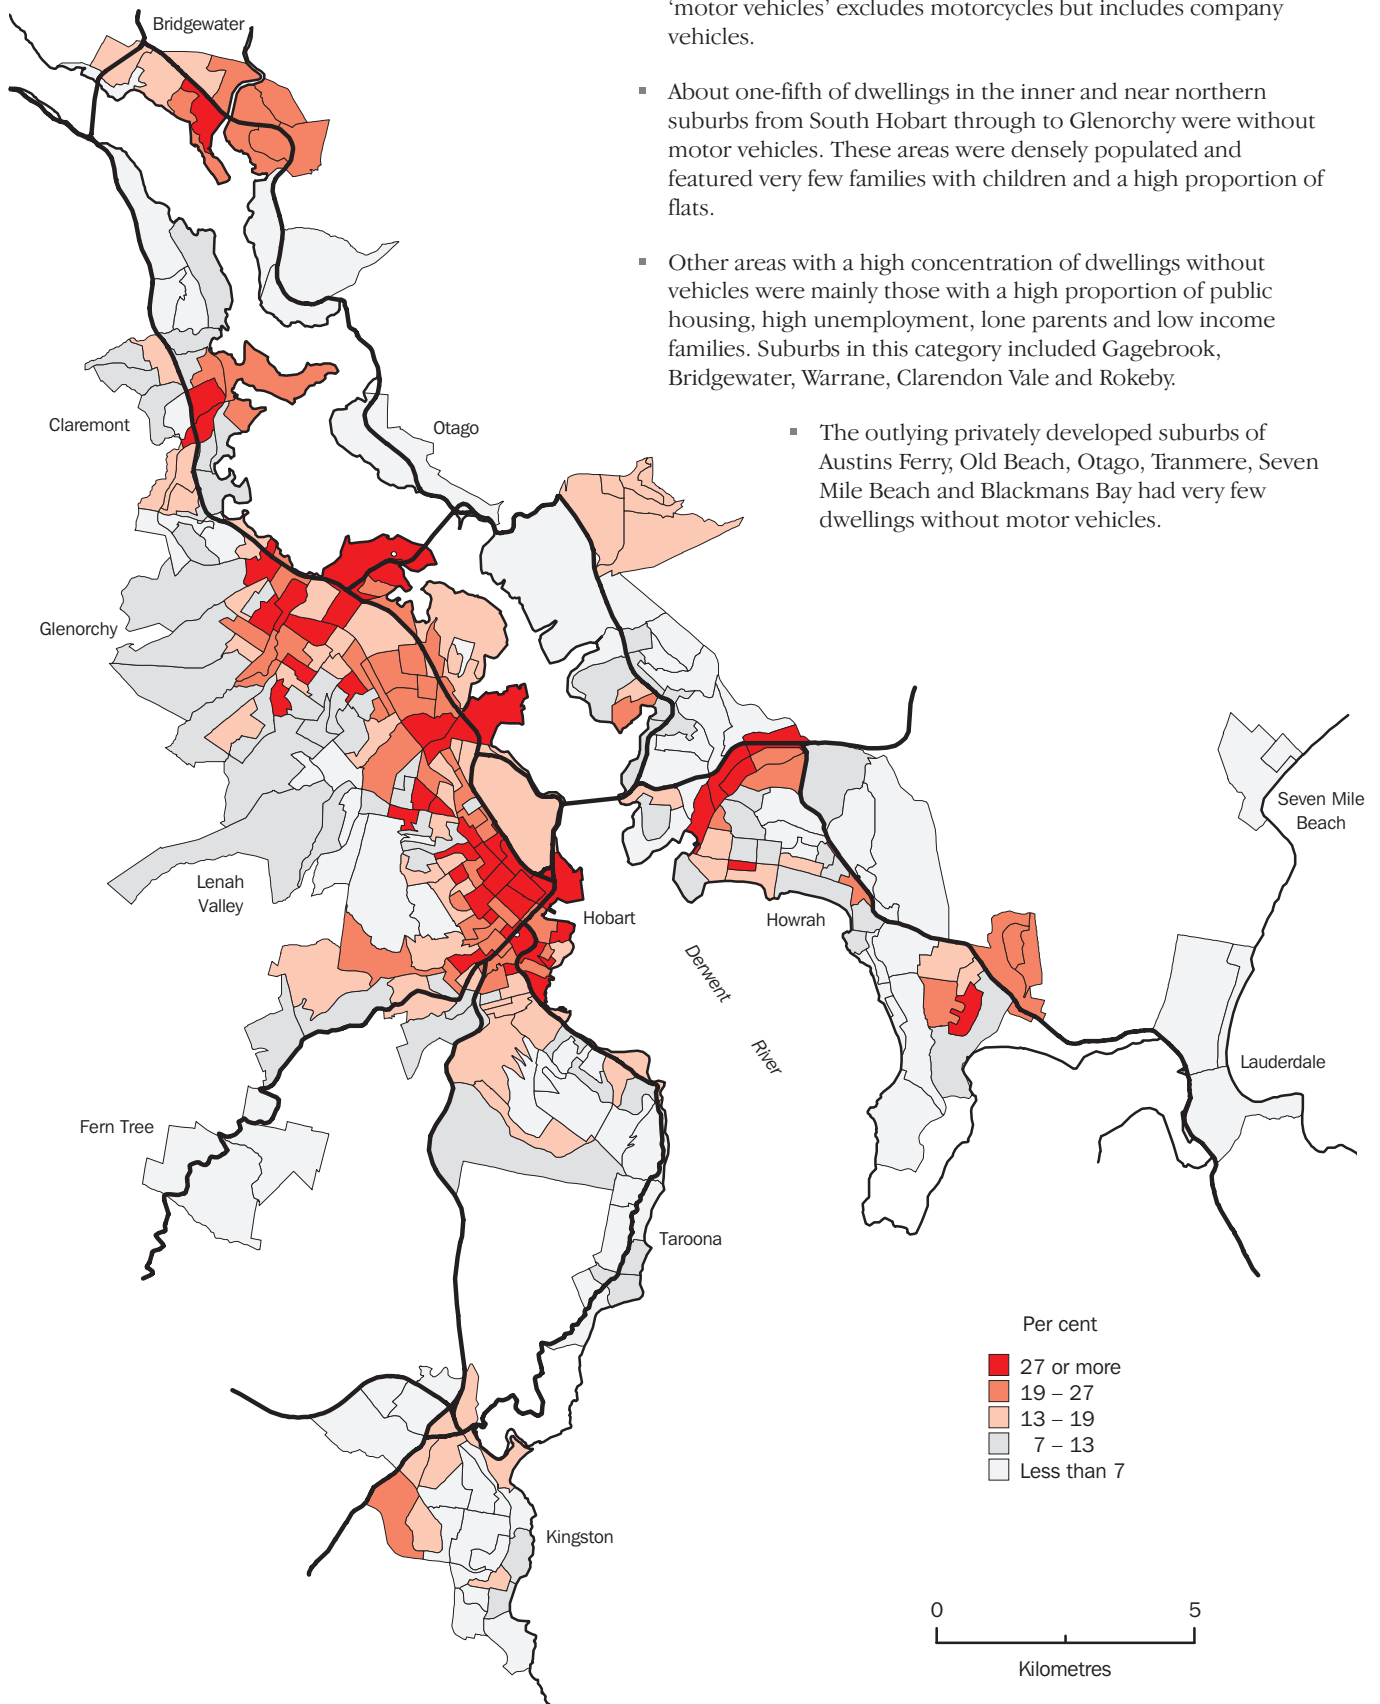 'motor vehicles' excludes motorcycles but includes company
vehicles.
▪ About one-fifth of dwellings in the inner and near northern
suburbs from South Hobart through to Glenorchy were without
motor vehicles. These areas were densely populated and
featured very few families with children and a high proportion of
flats.
▪ Other areas with a high concentration of dwellings without
vehicles were mainly those with a high proportion of public
housing, high unemployment, lone parents and low income
families. Suburbs in this category included Gagebrook,
Bridgewater, Warrane, Clarendon Vale and Rokeby.
▪ The outlying privately developed suburbs of
Austins Ferry, Old Beach, Otago, Tranmere, Seven
Mile Beach and Blackmans Bay had very few
dwellings without motor vehicles.
Bridgewater
Claremont
Otago
Glenorchy
Seven Mile
Beach
Lenah
Valley
Hobart
Howrah
Derwent
River
Lauderdale
Fern Tree
Taroona
Kingston
Per cent
27 or more
19 – 27
13 – 19
7 – 13
Less than 7
0 5
Kilometres